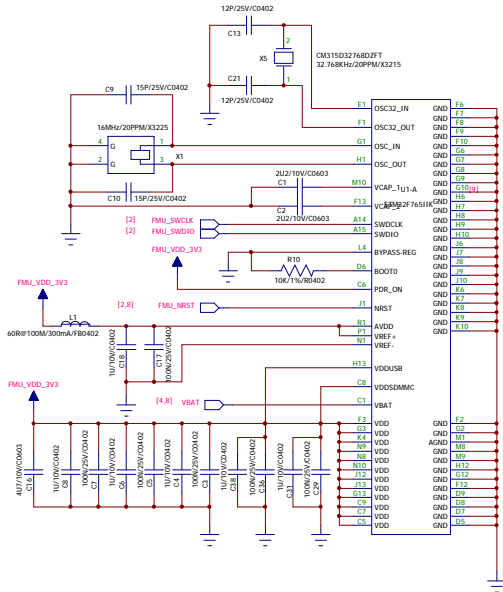 12P/25V/C0402
C13
X5
2
1
CM315D32768DZFT
32.768KHz/20PPM/X3215
C21
12P/25V/C0402
C9
15P/25V/C0402
16MHz/20PPM/X3225
4
G
1
2
G
3
X1
C10
15P/25V/C0402
2U2/10V/C0603
C1
C2
2U2/10V/C0603
[2]
FMU_SWCLK
[2]
FMU_SWDIO
FMU_VDD_3V3
R10
10K/1%/R0402
[2,8]
FMU_NRST
FMU_VDD_3V3
L1
60R@100M/300mA/FB0402
1U/10V/C0402
C18
100N/25V/C0402
C17
[4,8]
VBAT
FMU_VDD_3V3
4U7/10V/C0603
C16
1U/10V/C0402
C8
100N/25V/C0402
C7
1U/10V/C0402
C6
100N/25V/C0402
C5
1U/10V/C0402
C4
100N/25V/C0402
C3
1U/10V/C0402
C38
100N/25V/C0402
C36
1U/10V/C0402
C31
100N/25V/C0402
C29
E1 OSC32_IN
F1 OSC32_OUT
G1 OSC_IN
H1 OSC_OUT
M10 VCAP_1
U1-A
[9]
F13
STM32F765IIK
A14 SWDCLK
A15 SWDIO
L4 BYPASS-REG
D6 BOOT0
C6 PDR_ON
J1 NRST
R1 AVDD
P1 VREF+
N1 VREF-
H13 VDDUSB
C8 VDDSDMMC
C1 VBAT
F3 VDD
G3 VDD
K4 VDD
N9 VDD
N8 VDD
N10 VDD
J12 VDD
J13 VDD
G13 VDD
C9 VDD
C7 VDD
C5 VDD
GND F6
GND F7
GND F8
GND F9
GND F10
GND G6
GND G7
GND G8
GND G9
GND G10
GND H6
GND H7
GND H8
GND H9
GND H10
GND J6
GND J7
GND J8
GND J9
GND J10
GND K6
GND K7
GND K8
GND K9
GND K10
GND F2
GND G2
AGND M1
GND M8
GND M9
GND H12
GND G12
GND F12
GND D9
GND D8
GND D7
GND D5